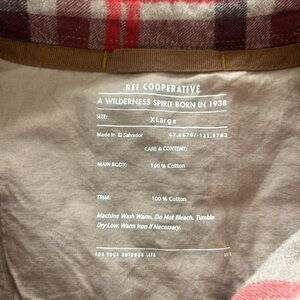 REI COOPERATIVE
A WILDERNESS SPIRIT BORN IN 1938
SIZE: XLarge
Made in El Salvador 47.6070/-121.5763
CARE & CONTENT:
MAIN BODY: 100 % Cotton
TRIM: 100 % Cotton
Machine Wash Warm. Do Not Bleach. Tumble
Dry Low. Warm Iron If Necessary.
FOR YOUR OUTDOOR LIFE